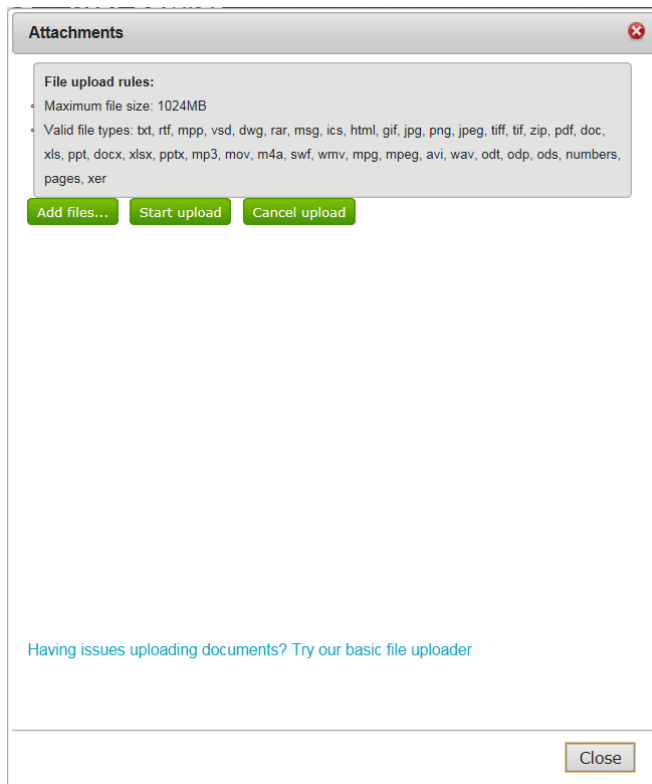 Attachments
File upload rules:
Maximum file size: 1024MB
Valid file types: txt, rtf, mpp, vsd, dwg, rar, msg, ics, html, gif, jpg, png, jpeg, tiff, tif, zip, pdf, doc,
xls, ppt, docx, xlsx, pptx, mp3, mov, m4a, swf, wmv, mpg, mpeg, avi, wav, odt, odp, ods, numbers,
pages, xer
Add files... Start upload Cancel upload
Having issues uploading documents? Try our basic file uploader
Close